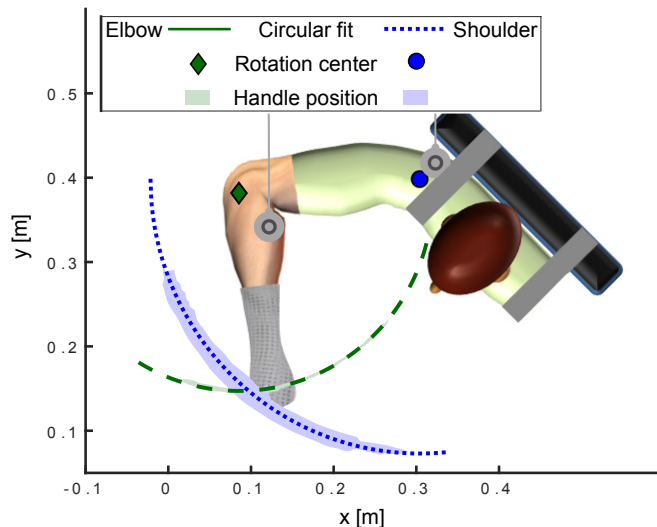 Elbow Circular fit Shoulder
Rotation center
Handle position
0.5
0.4
0.3
0.2
0.1
y [m]
-0.1 0 0.1 0.2 0.3 0.4
x [m]